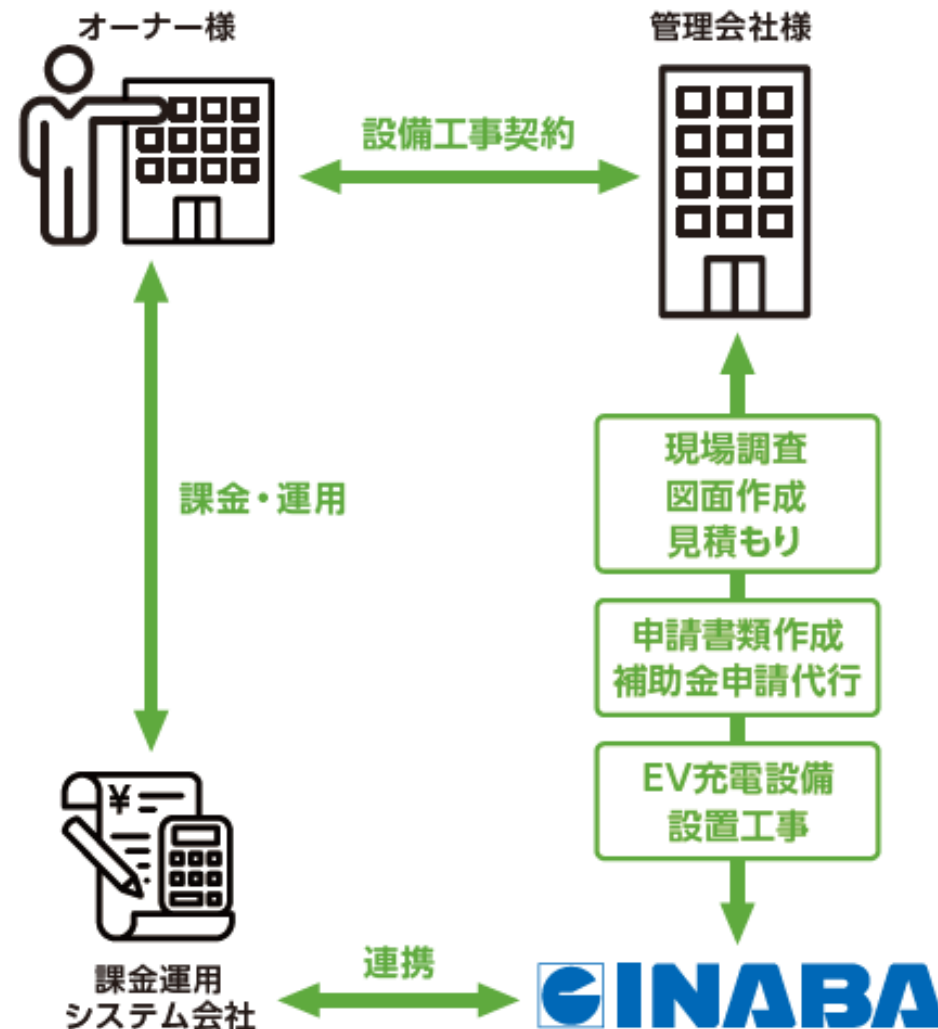 オーナー様
管理会社様
設備工事契約
現場調査
図面作成
見積もり
課金・運用
申請書類作成
補助金申請代行
EV充電設備
設置工事
¥
課金運用
システム会社
連携
INABA